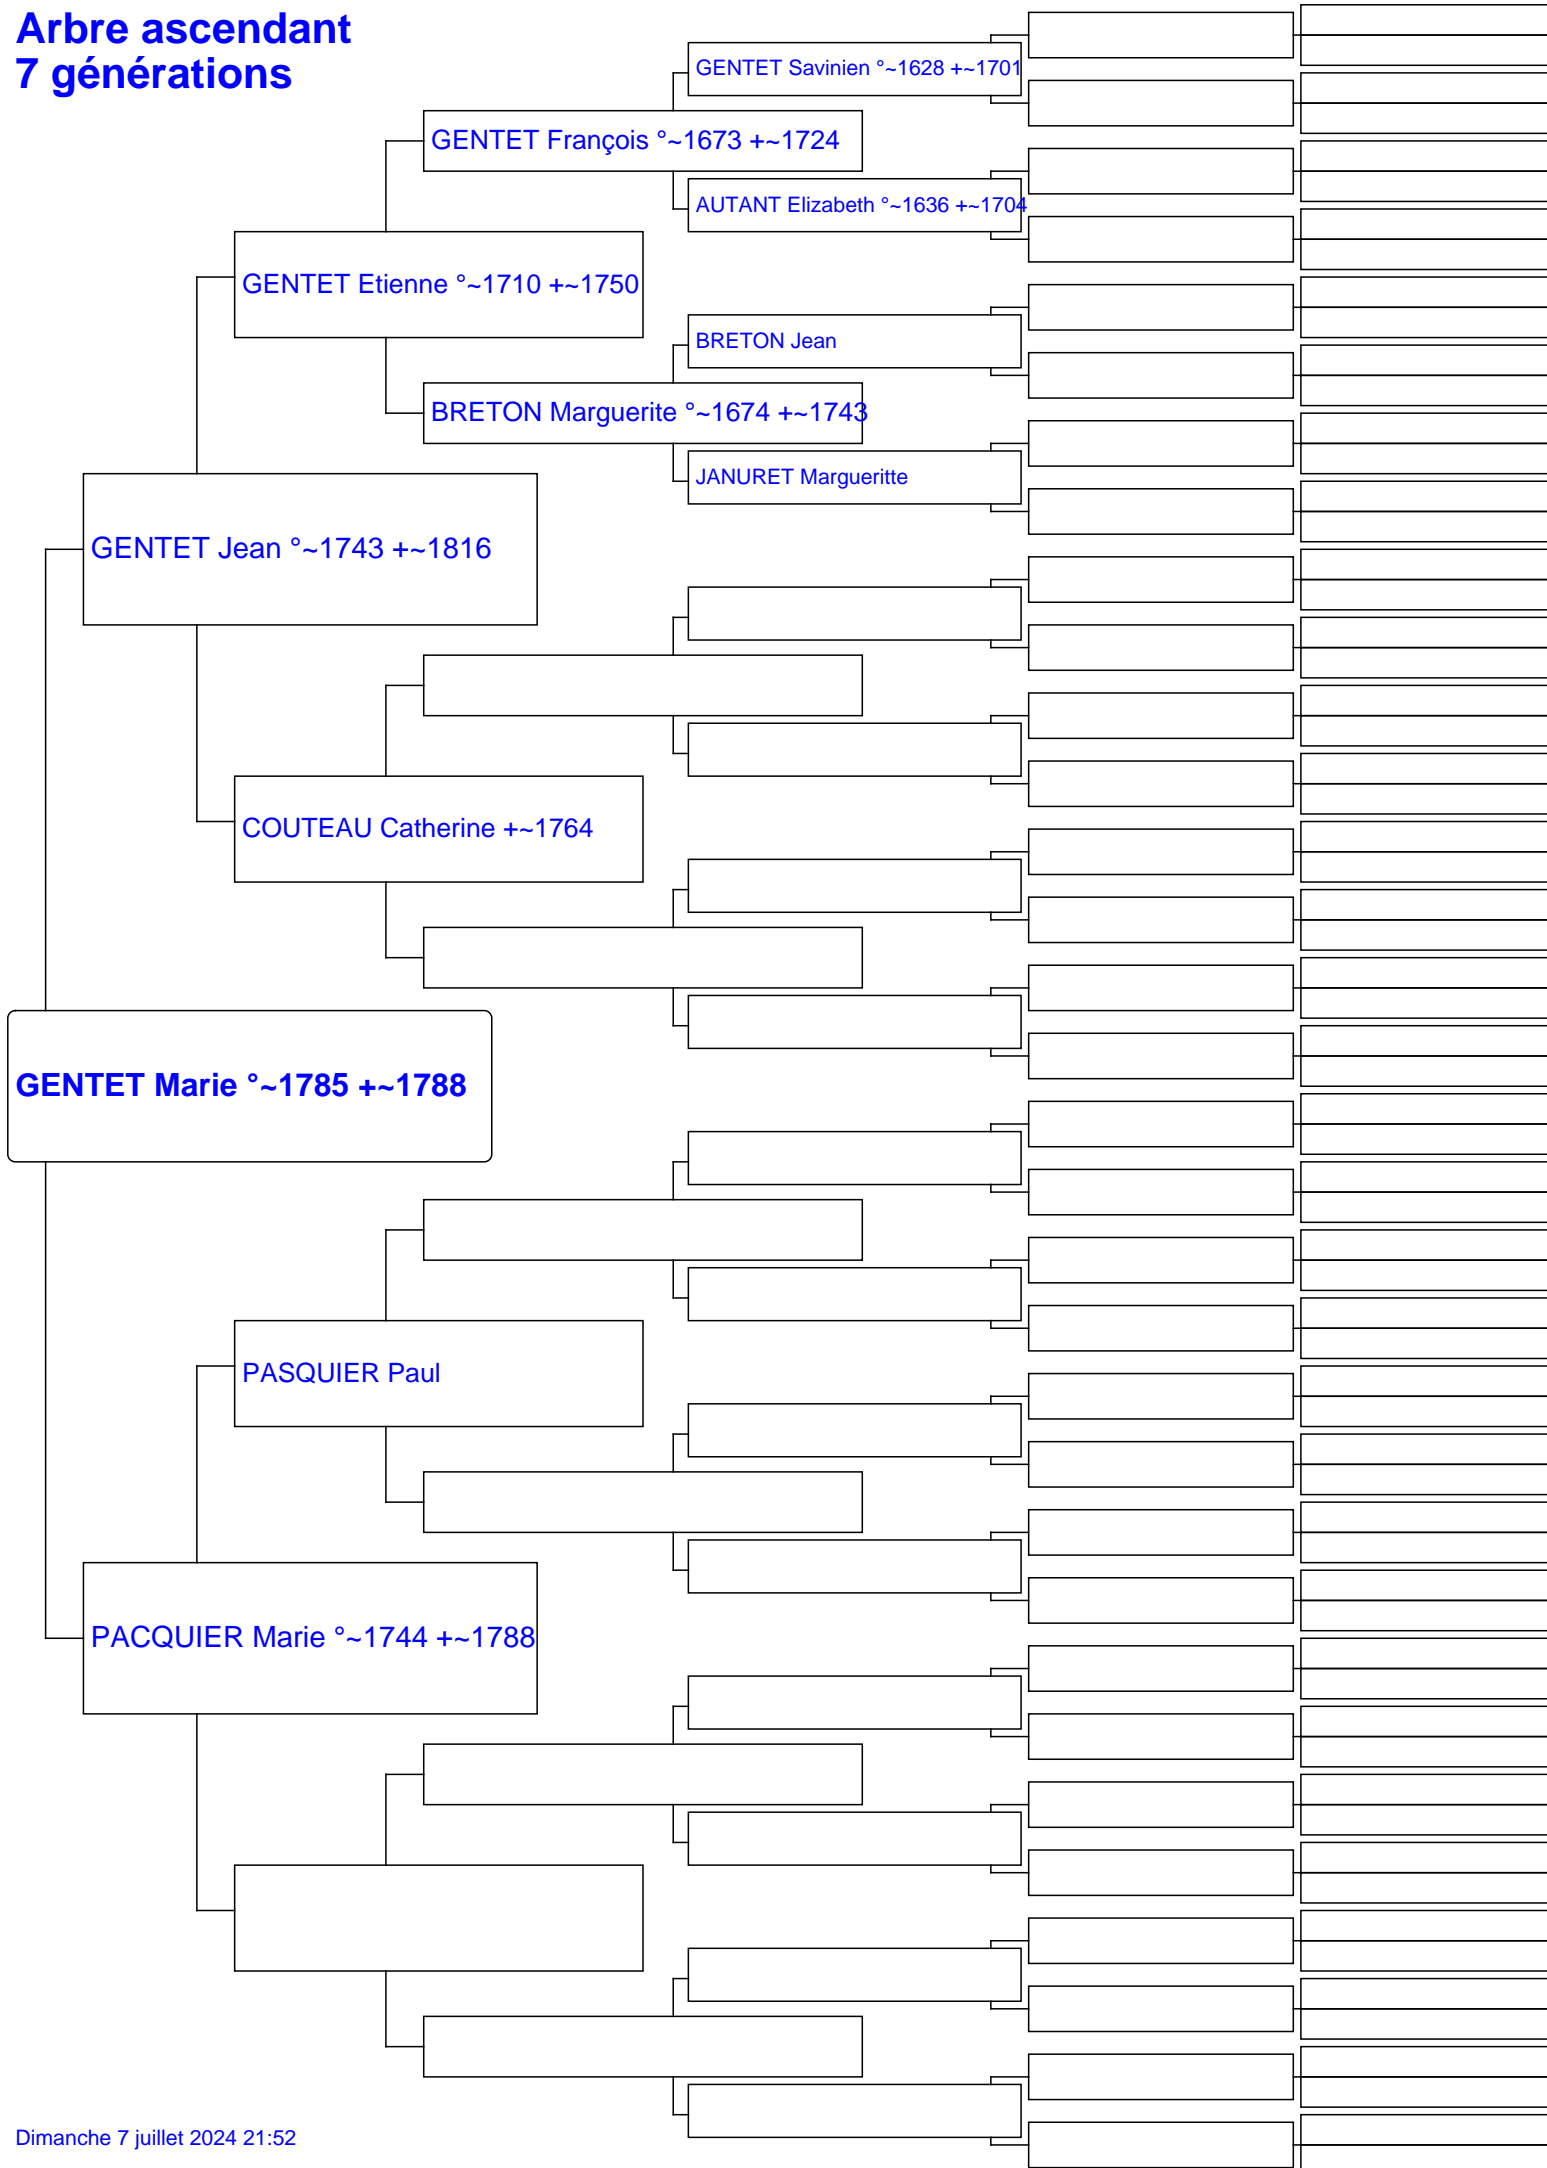 Arbre ascendant
7 générations
GENTET Savinien °~1628 +~1701
GENTET François °~1673 +~1724
AUTANT Elizabeth °~1636 +~1704
GENTET Etienne °~1710 +~1750
BRETON Jean
BRETON Marguerite °~1674 +~1743
JANURET Margueritte
GENTET Jean °~1743 +~1816
COUTEAU Catherine +~1764
GENTET Marie °~1785 +~1788
PASQUIER Paul
PACQUIER Marie °~1744 +~1788
Dimanche 7 juillet 2024 21:52